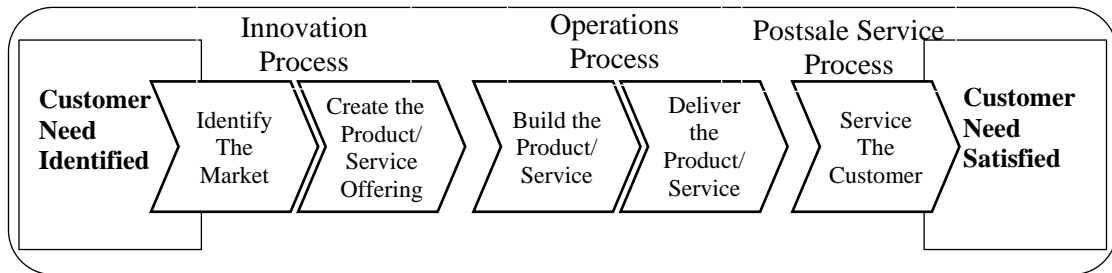 Innovation
Process
Operations
Process
Postsale Service
Process
Customer
Need
Identified
Identify
The
Market
Create the
Product/
Service
Offering
Build the
Product/
Service
Deliver
the
Product/
Service
Service
The
Customer
Customer
Need
Satisfied